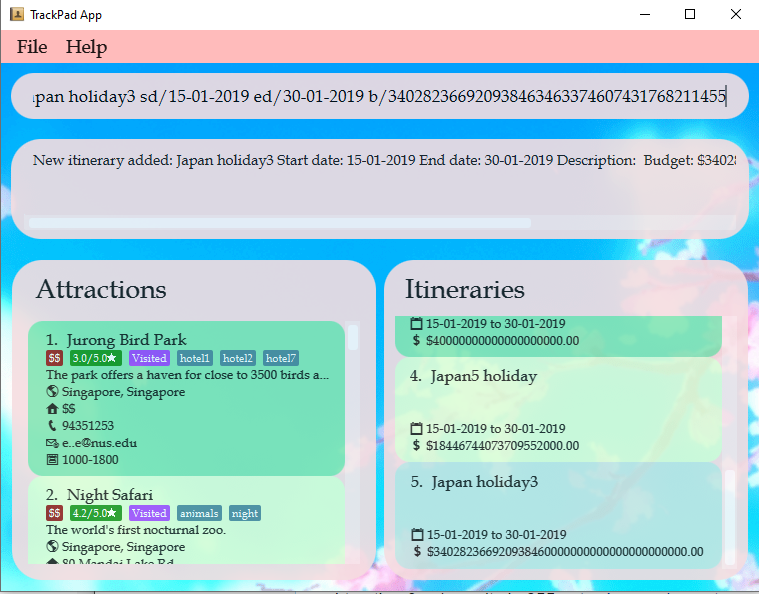 TrackPad App
File Help
pan holiday3 sd/15-01-2019 ed/30-01-2019 b/340282366920938463463374607431768211455
New itinerary added: Japan holiday3 Start date: 15-01-2019 End date: 30-01-2019 Description: Budget: $3402
Attractions
1. Jurong Bird Park
$$ 3.0/5.0★ Visited hotel1 hotel2 hotel7
The park offers a haven for close to 3500 birds a...
Singapore, Singapore
$$
94351253
e..e@nus.edu
1000-1800
2. Night Safari
$$ 4.2/5.0★ Visited animals night
The world's first nocturnal zoo.
Singapore, Singapore
80 Mandai Lake Rd
Itineraries
15-01-2019 to 30-01-2019
$ 40000000000000000000.00
4. Japan5 holiday
15-01-2019 to 30-01-2019
$ 18446744073709552000.00
5. Japan holiday3
15-01-2019 to 30-01-2019
$ 340282366920938460000000000000000000000.00